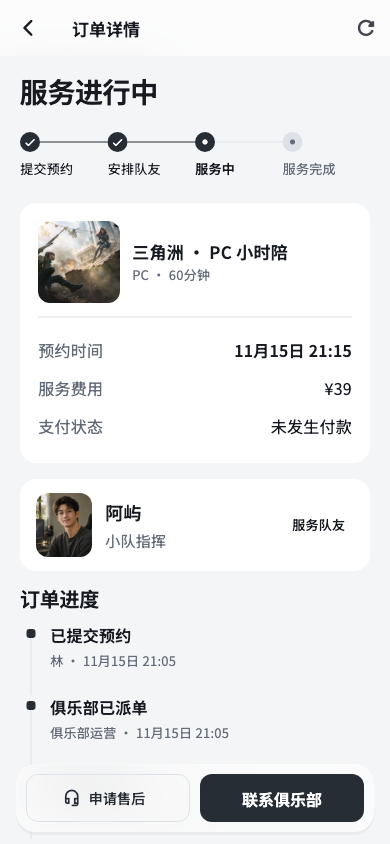 订单详情
服务进行中
提交预约 安排队友 服务中 服务完成
三角洲 · PC 小时陪
PC · 60分钟
预约时间 11月15日 21:15
服务费用 ¥39
支付状态 未发生付款
阿屿
小队指挥
服务队友
订单进度
已提交预约
林 · 11月15日 21:05
俱乐部已派单
俱乐部运营 · 11月15日 21:05
申请售后 联系俱乐部